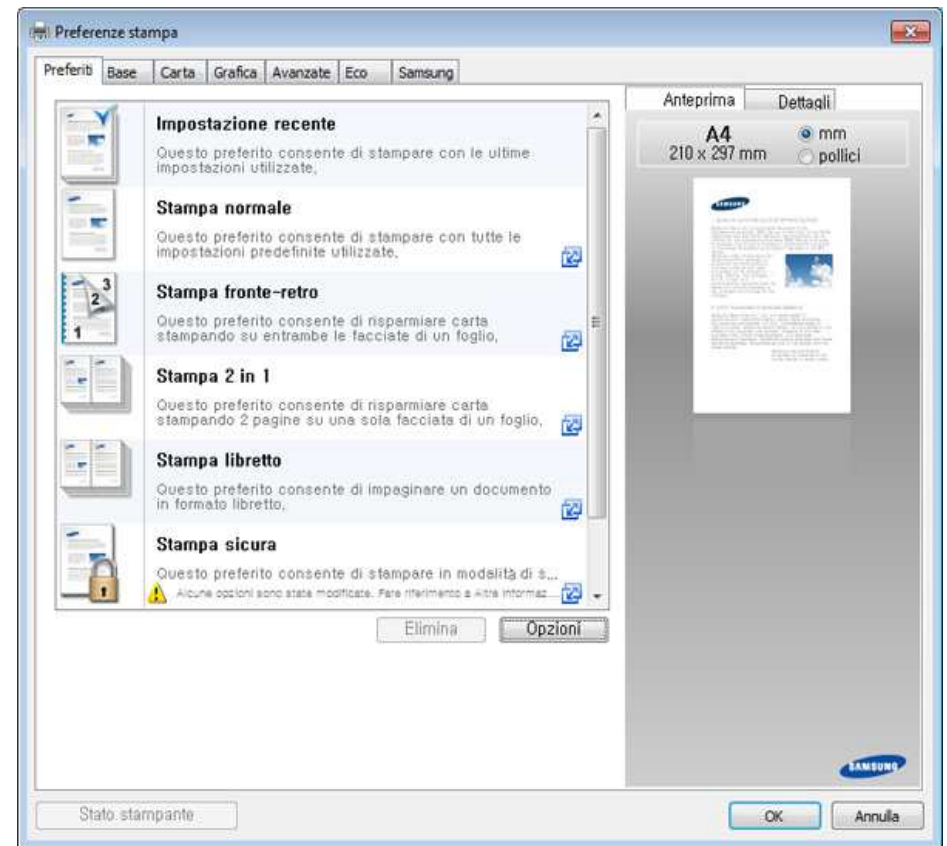 Preferenze stampa
Preferiti Base Carta Grafica Avanzate Eco Samsung
Impostazione recente
Questo preferito consente di stampare con le ultime
impostazioni utilizzate,
Stampa normale
Questo preferito consente di stampare con tutte le
impostazioni predefinite utilizzate,
3
2
1
Stampa fronte-retro
Questo preferito consente di risparmiare carta
stampando su entrambe le facciate di un foglio,
Stampa 2 in 1
Questo preferito consente di risparmiare carta
stampando 2 pagine su una sola facciata di un foglio,
Stampa libretto
Questo preferito consente di impaginare un documento
in formato libretto,
Stampa sicura
Questo preferito consente di stampare in modalità di s...
Alcune opzioni sono state modificate. Fare riferimento a Altre informaz...
Elimina Opzioni
Anteprima Dettagli
A4
210 x 297 mm
mm
pollici
SAMSUNG
SAMSUNG
Stato stampante
OK Annulla